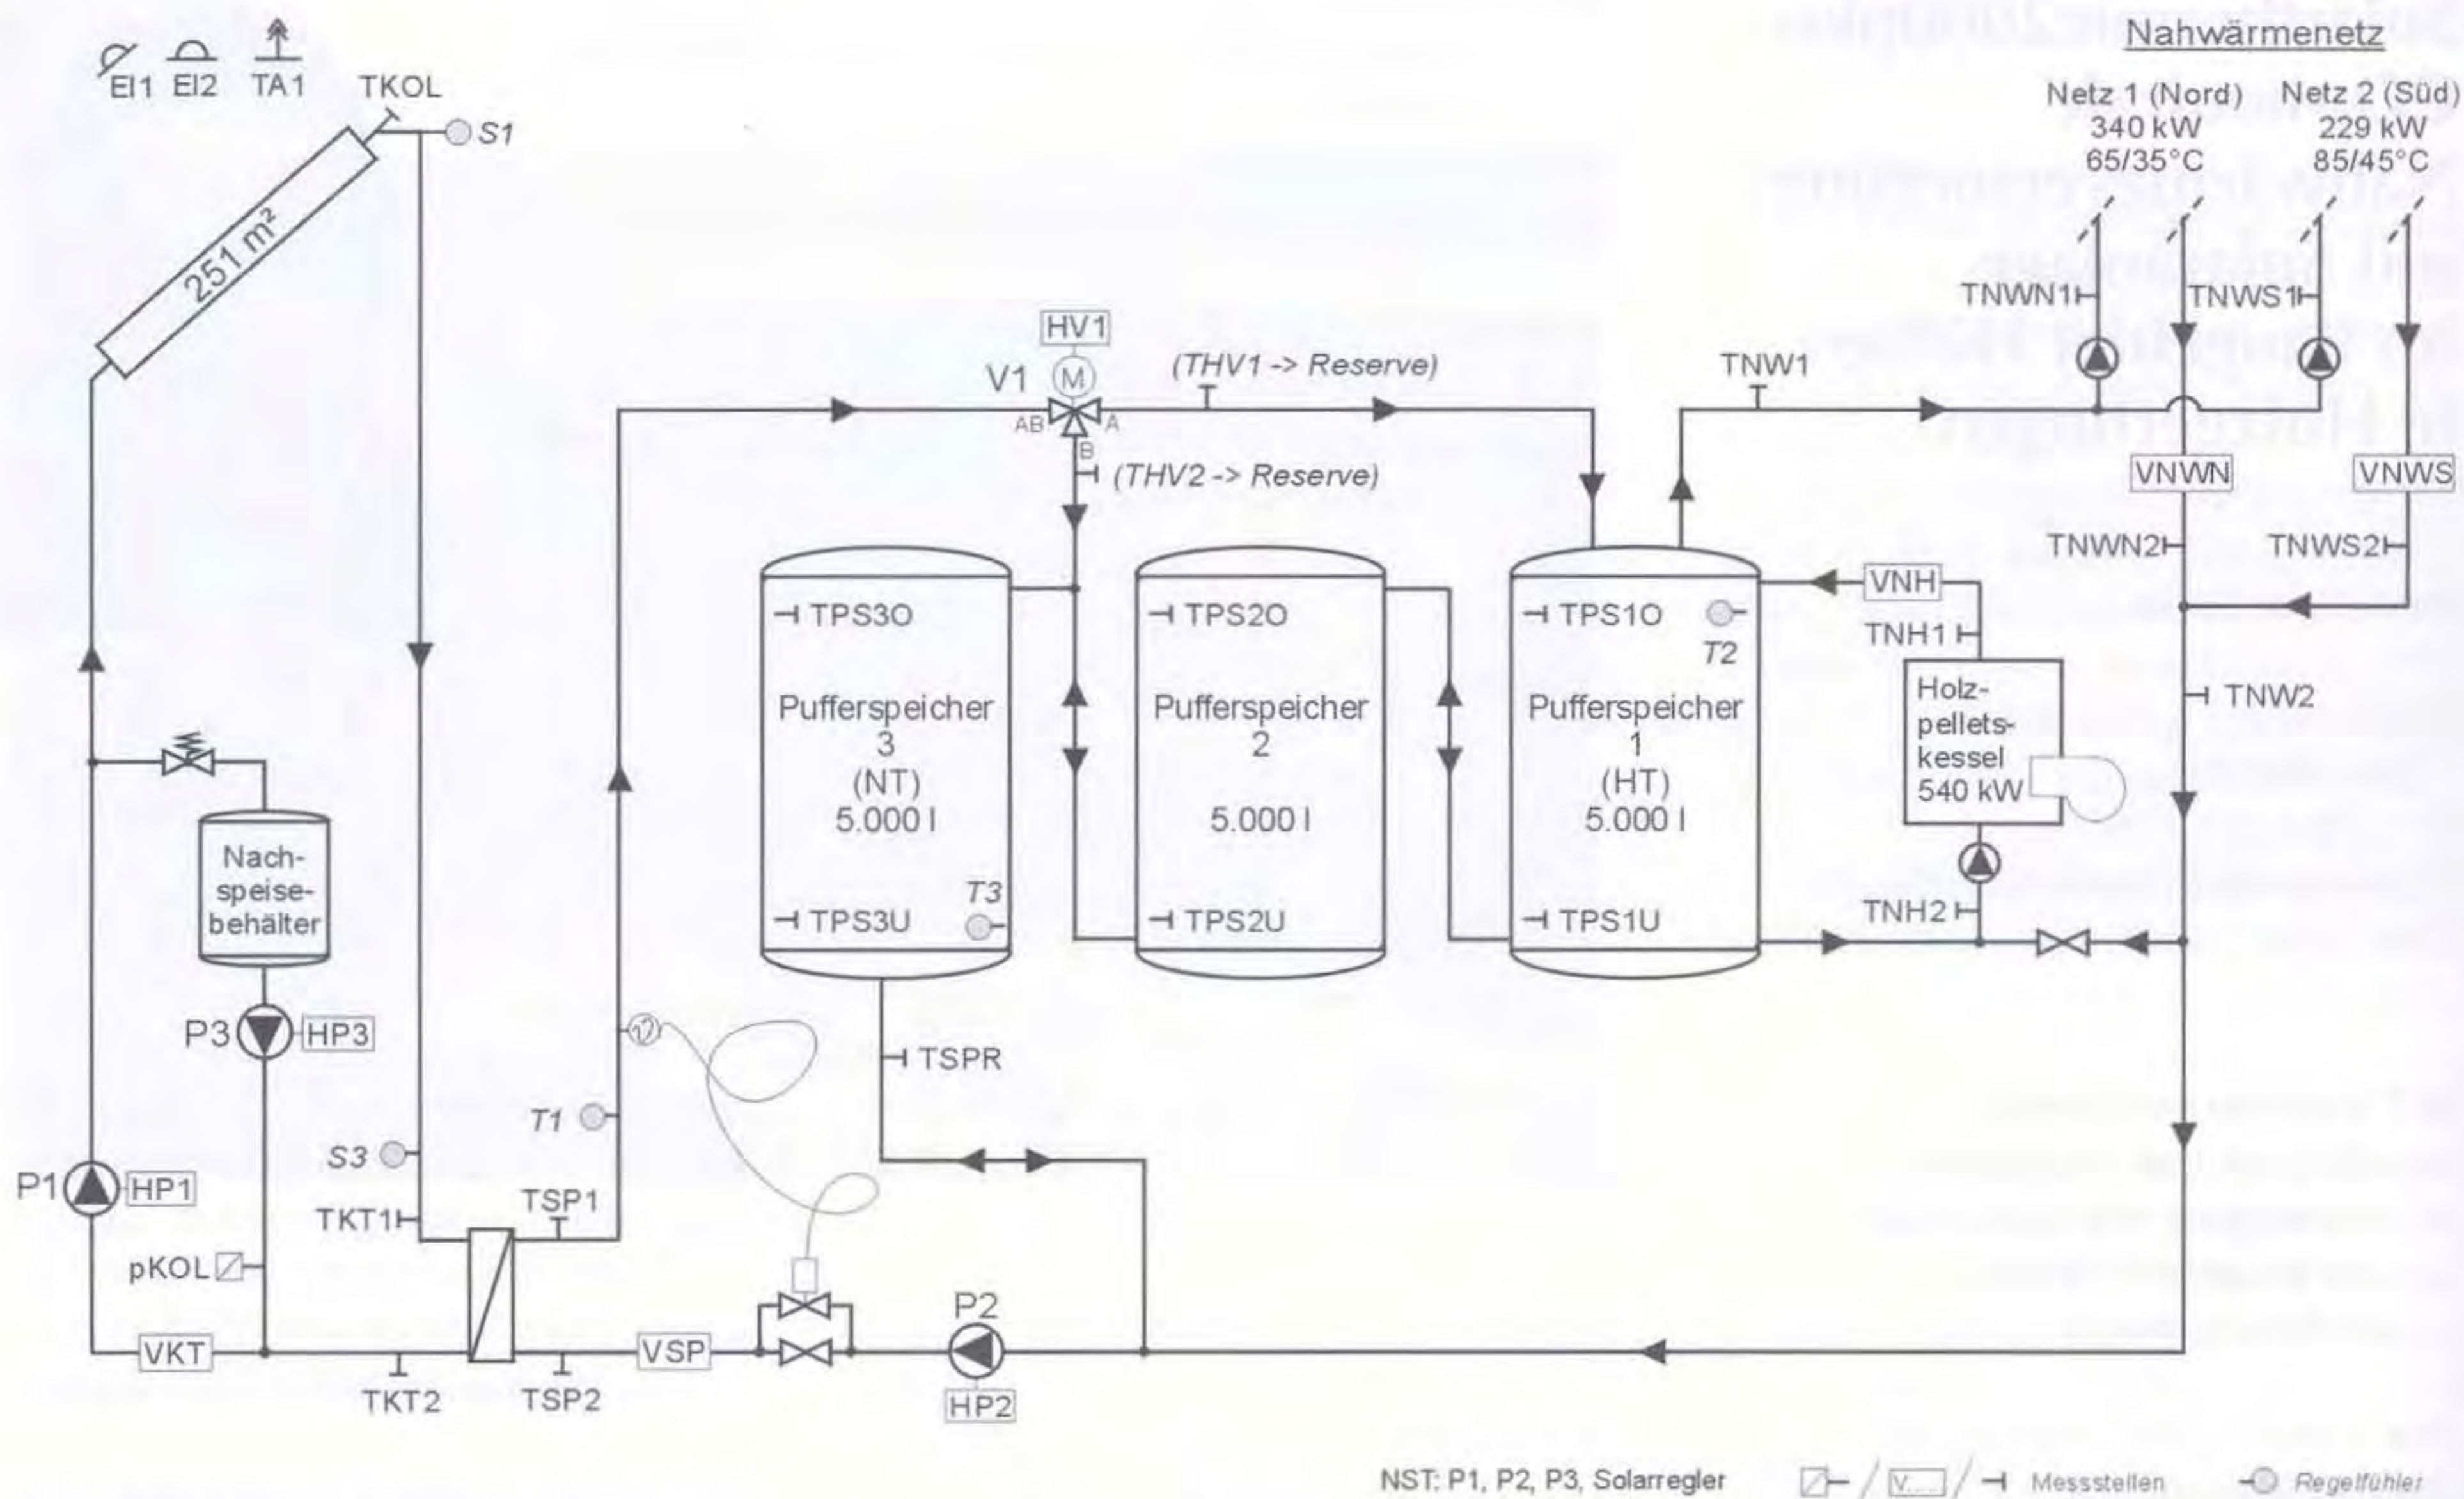 EI1 EI2 TA1 TKOL
S1
251 m²
Nahwärmenetz
Netz 1 (Nord) Netz 2 (Süd)
340 kW 229 kW
65/35°C 85/45°C
TNWN1 TNWS1
HV1
V1 M
AB A
B
(THV1 -> Reserve)
(THV2 -> Reserve)
TNW1
VNWN VNWS
TNWN2 TNWS2
TPS3O
Pufferspeicher
3
(NT)
5.000 l
T3
TPS3U
TPS2O
Pufferspeicher
2
5.000 l
TPS2U
TPS1O
T2
Pufferspeicher
1
(HT)
5.000 l
TPS1U
VNH
TNH1
Holz-
pellets-
kessel
540 kW
TNH2
TNW2
Nach-
speise-
behälter
P3 HP3
TSPR
T1
S3
P1 HP1
TKT1
TSP1
pKOL
VKT
TKT2
TSP2
VSP
P2
HP2
NST: P1, P2, P3, Solarregler
V.... Messstellen
Regelfühler